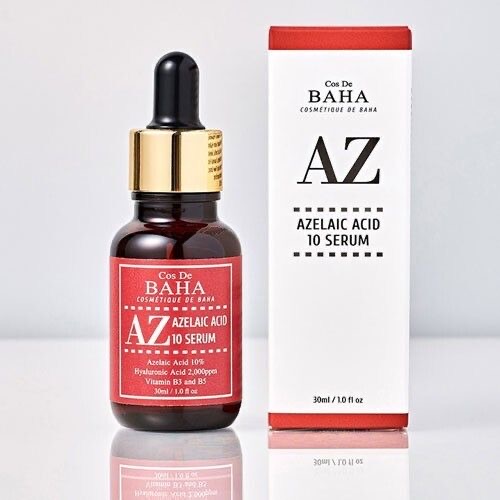 Cos De
BAHA
COSMÉTIQUE DE BAHA
AZ
AZELAIC ACID
10 SERUM
Azelaic Acid 10%
Hyaluronic Acid 2,000ppm
Vitamin B3 and B5
30ml / 1.0 fl oz
Cos De
BAHA
COSMÉTIQUE DE BAHA
AZ
AZELAIC ACID
10 SERUM
30ml / 1.0 fl oz